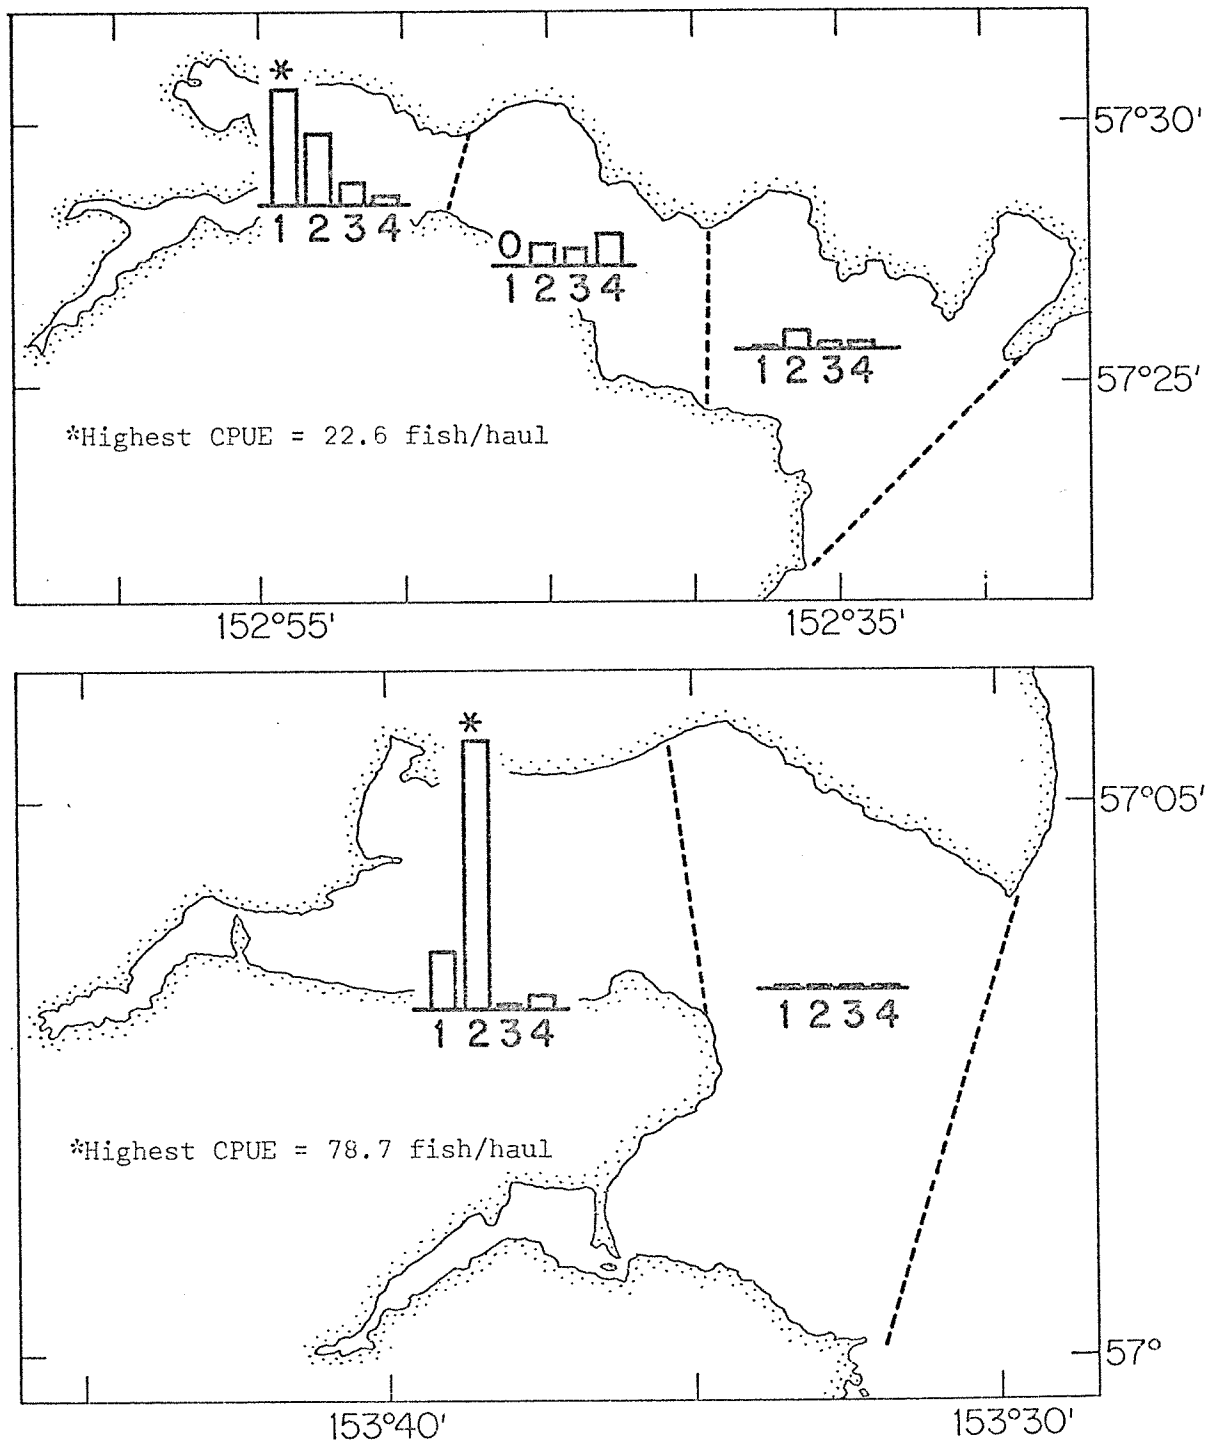 *
57°30'
1 2 3 4
0
1 2 3 4
1 2 3 4
57°25'
*Highest CPUE = 22.6 fish/haul
152°55' 152°35'
*
57°05'
1 2 3 4
1 2 3 4
*Highest CPUE = 78.7 fish/haul
57°
153°40' 153°30'